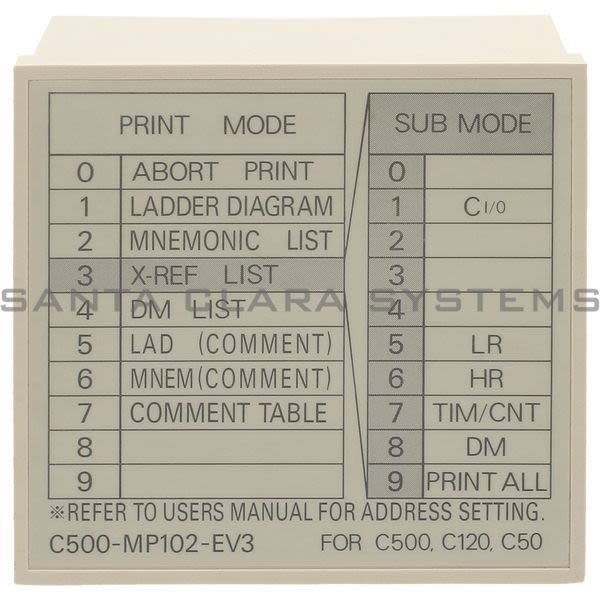 PRINT MODE
0 ABORT PRINT
1 LADDER DIAGRAM
2 MNEMONIC LIST
3 X-REF LIST
4 DM LIST
5 LAD (COMMENT)
6 MNEM(COMMENT)
7 COMMENT TABLE
8
9
SUB MODE
0
1 C I/O
2
3
4
5 LR
6 HR
7 TIM/CNT
8 DM
9 PRINT ALL
SANTA CLARA SYSTEMS
※REFER TO USERS MANUAL FOR ADDRESS SETTING.
C500-MP102-EV3 FOR C500, C120, C50